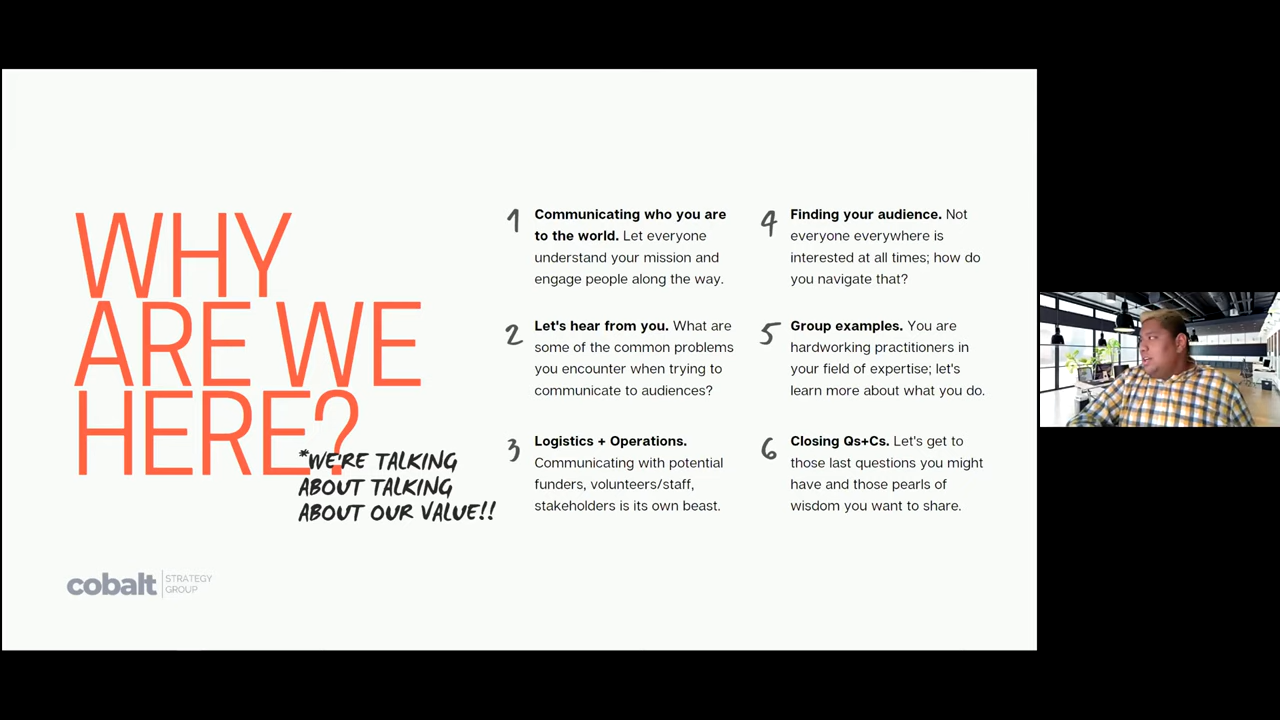 WHY
ARE WE
HERE?
*WE'RE TALKING
ABOUT TALKING
ABOUT OUR VALUE!!
1
Communicating who you are
to the world. Let everyone
understand your mission and
engage people along the way.
2
Let's hear from you. What are
some of the common problems
you encounter when trying to
communicate to audiences?
3
Logistics + Operations.
Communicating with potential
funders, volunteers/staff,
stakeholders is its own beast.
4
Finding your audience. Not
everyone everywhere is
interested at all times; how do
you navigate that?
5
Group examples. You are
hardworking practitioners in
your field of expertise; let's
learn more about what you do.
6
Closing Qs+Cs. Let's get to
those last questions you might
have and those pearls of
wisdom you want to share.
cobalt
STRATEGY
GROUP